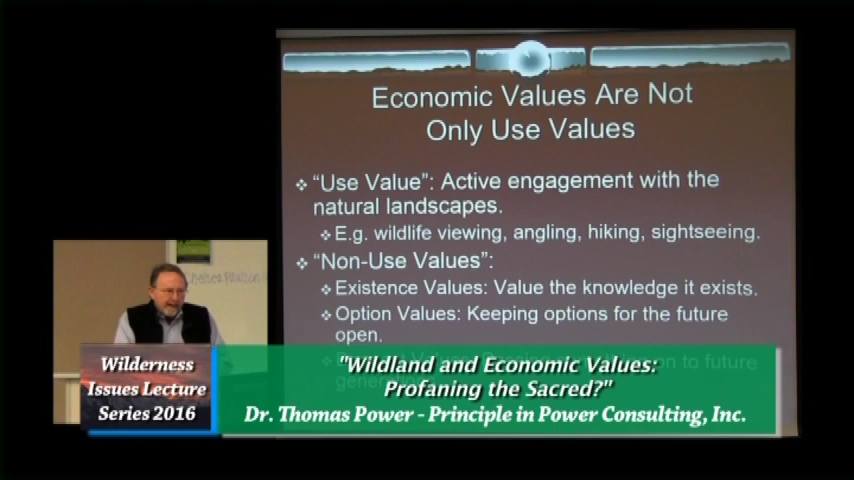 Economic Values Are Not
Only Use Values
"Use Value": Active engagement with the
natural landscapes.
E.g. wildlife viewing, angling, hiking, sightseeing.
"Non-Use Values":
Existence Values: Value the knowledge it exists.
Option Values: Keeping options for the future
open.
on to future
Wilderness
Issues Lecture
Series 2016
"Wildland and Economic Values:
Profaning the Sacred?"
Dr. Thomas Power - Principle in Power Consulting, Inc.